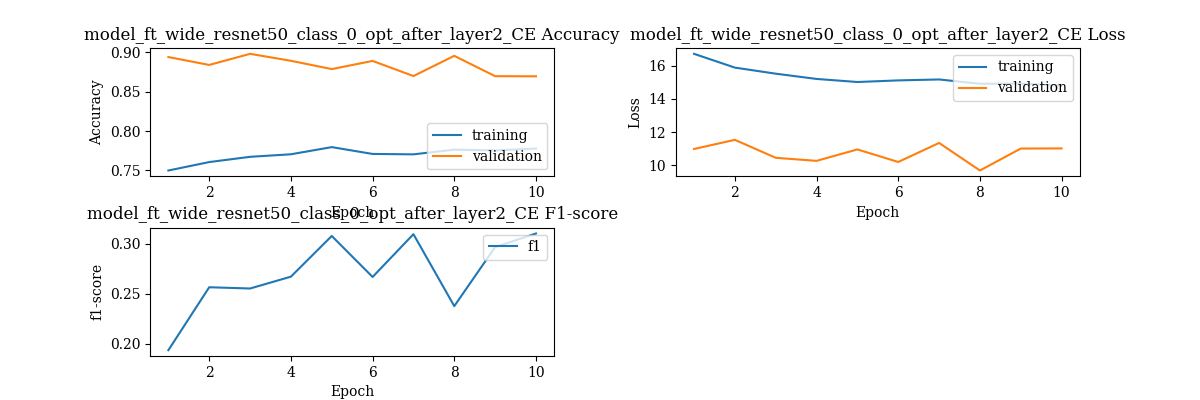 model_ft_wide_resnet50_class_0_opt_after_layer2_CE Accuracy
0.90
0.85
0.80
0.75
Accuracy
training
validation
2 4 6 8 10
Epoch
model_ft_wide_resnet50_class_0_opt_after_layer2_CE Loss
16
14
12
10
Loss
training
validation
2 4 6 8 10
Epoch
model_ft_wide_resnet50_class_0_opt_after_layer2_CE F1-score
0.30
0.25
0.20
f1-score
f1
2 4 6 8 10
Epoch